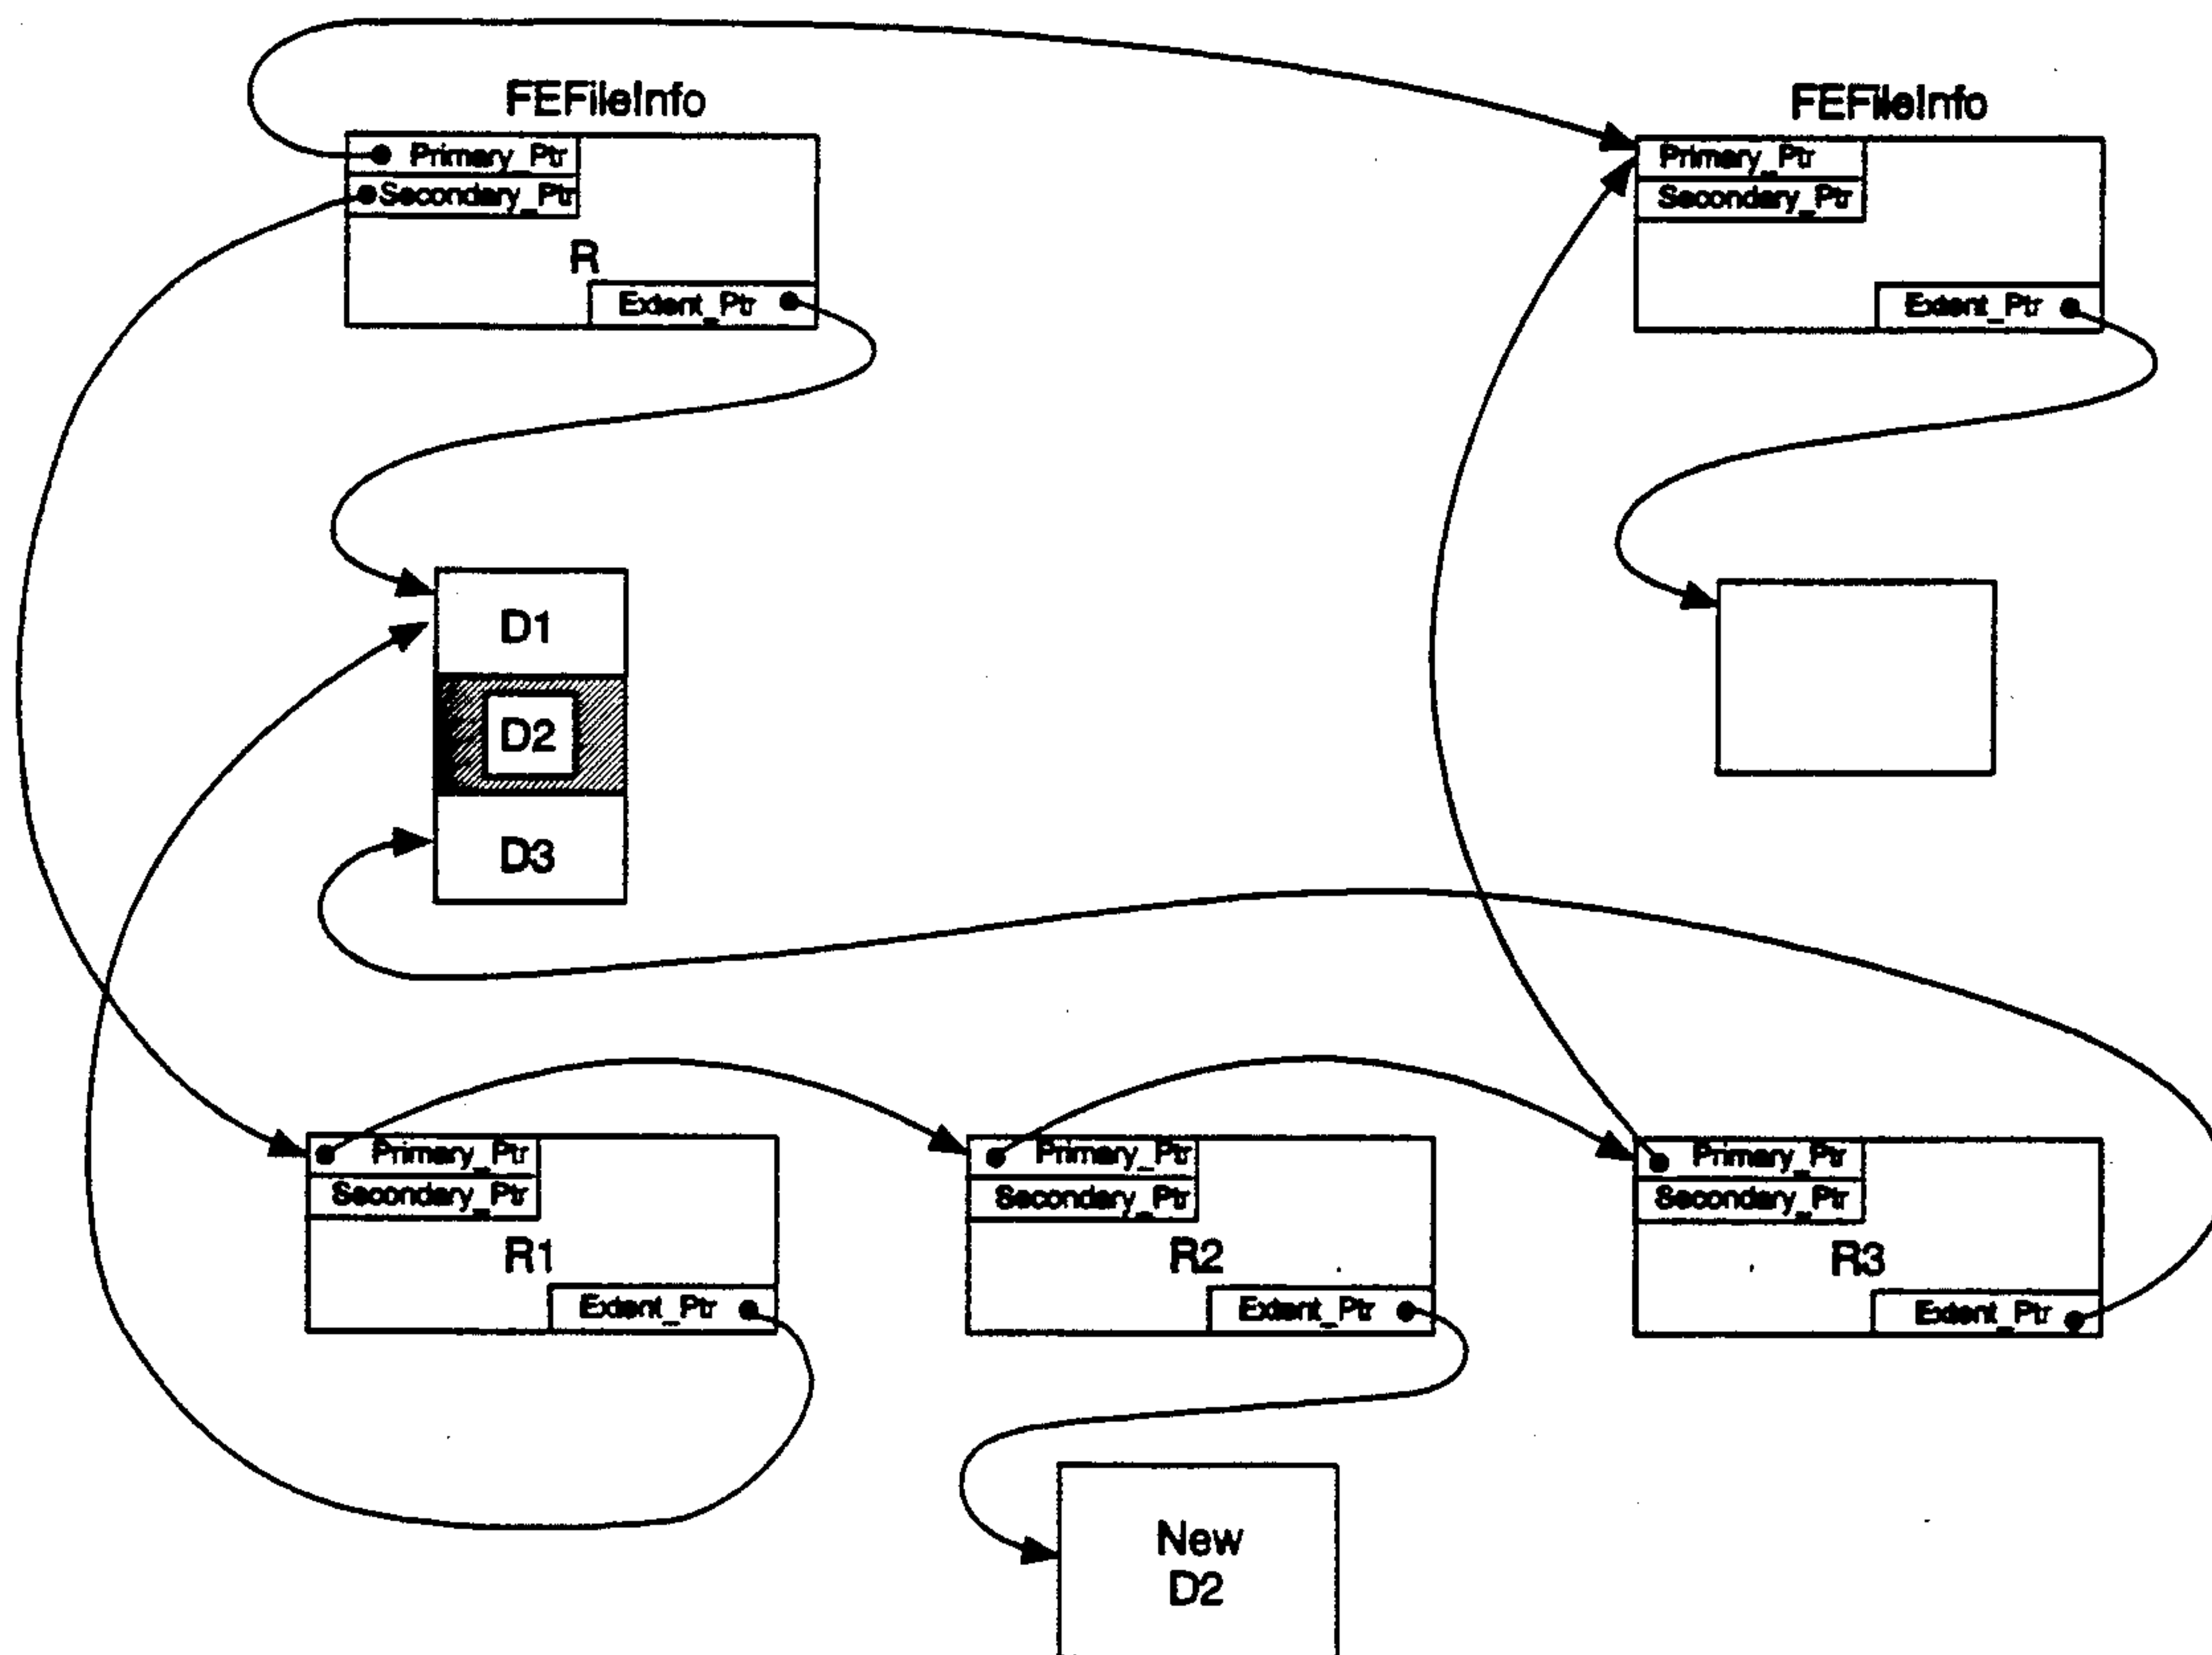 FEFileInfo
Primary_Ptr
Secondary_Ptr
R
Extent_Ptr
FEFileInfo
Primary_Ptr
Secondary_Ptr
Extent_Ptr
D1
D2
D3
Primary_Ptr
Secondary_Ptr
R1
Extent_Ptr
Primary_Ptr
Secondary_Ptr
R2
Extent_Ptr
Primary_Ptr
Secondary_Ptr
R3
Extent_Ptr
New
D2